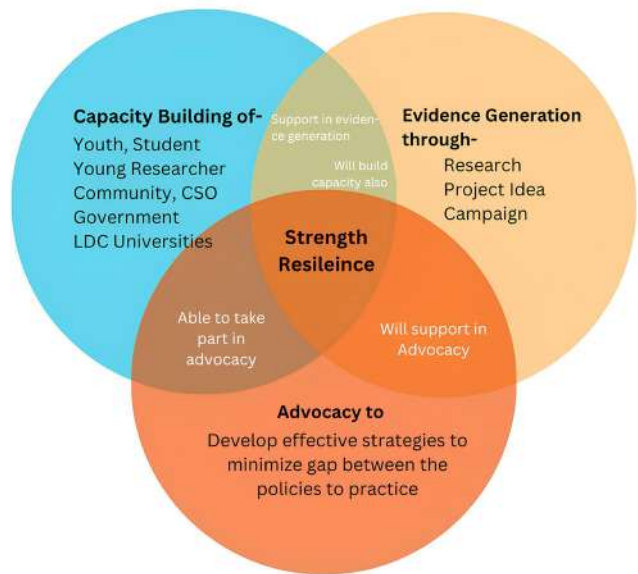 Capacity Building of-
Youth, Student
Young Researcher
Community, CSO
Government
LDC Universities
Support in eviden-
ce generation
Will build
capacity also
Evidence Generation
through-
Research
Project Idea
Campaign
Strength
Resileince
Able to take
part in
advocacy
Will support in
Advocacy
Advocacy to
Develop effective strategies to
minimize gap between the
policies to practice